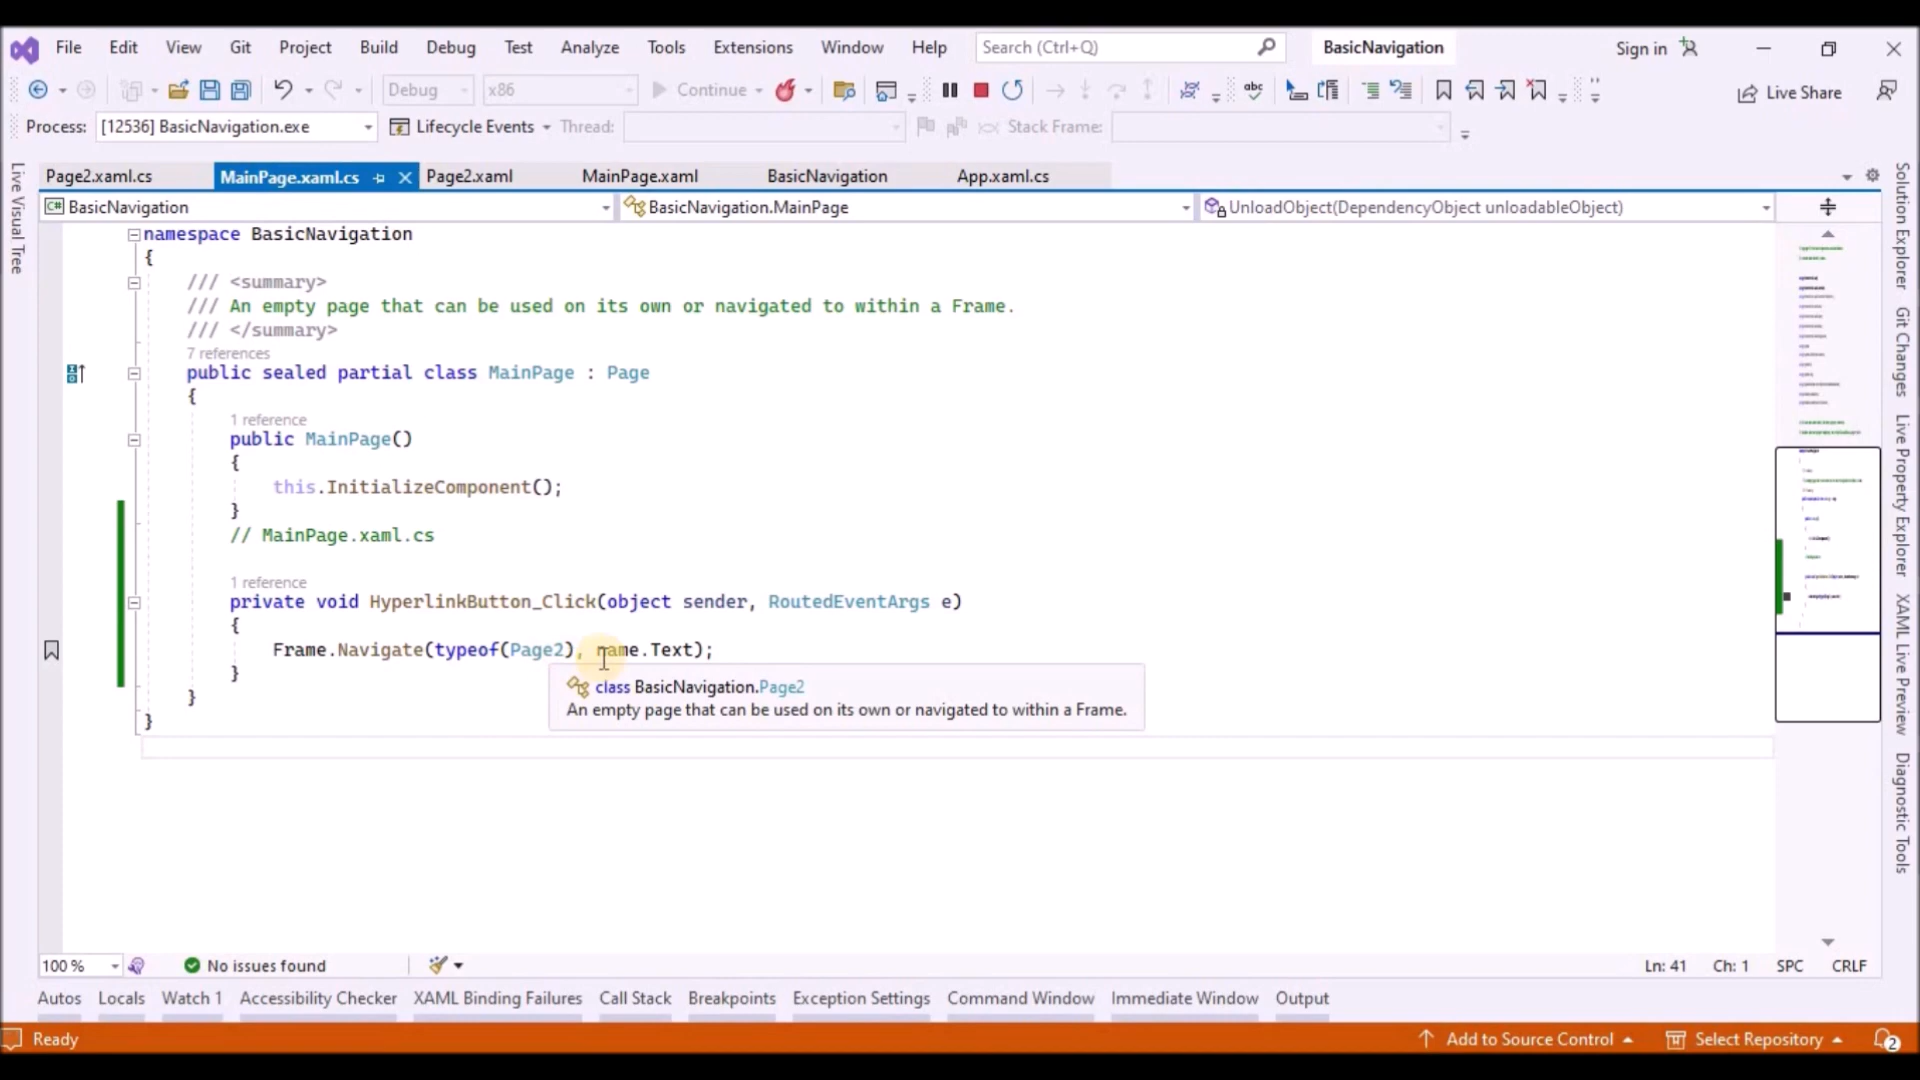 File Edit View Git Project Build Debug Test Analyze Tools Extensions Window Help Search (Ctrl+Q) BasicNavigation Sign in
Debug x86 Continue Live Share
Process: [12536] BasicNavigation.exe Lifecycle Events Thread: Stack Frame:
Page2.xaml.cs MainPage.xaml.cs Page2.xaml MainPage.xaml BasicNavigation App.xaml.cs
C# BasicNavigation BasicNavigation.MainPage UnloadObject(DependencyObject unloadableObject)
namespace BasicNavigation
{
/// <summary>
/// An empty page that can be used on its own or navigated to within a Frame.
/// </summary>
7 references
public sealed partial class MainPage : Page
{
1 reference
public MainPage()
{
this.InitializeComponent();
}
// MainPage.xaml.cs
1 reference
private void HyperlinkButton_Click(object sender, RoutedEventArgs e)
{
Frame.Navigate(typeof(Page2), name.Text);
}
class BasicNavigation.Page2
An empty page that can be used on its own or navigated to within a Frame.
}
}
Live Visual Tree
Solution Explorer
Git Changes
Live Property Explorer
XAML Live Preview
Diagnostic Tools
100 % No issues found Ln: 41 Ch: 1 SPC CRLF
Autos Locals Watch 1 Accessibility Checker XAML Binding Failures Call Stack Breakpoints Exception Settings Command Window Immediate Window Output
Ready Add to Source Control Select Repository 2